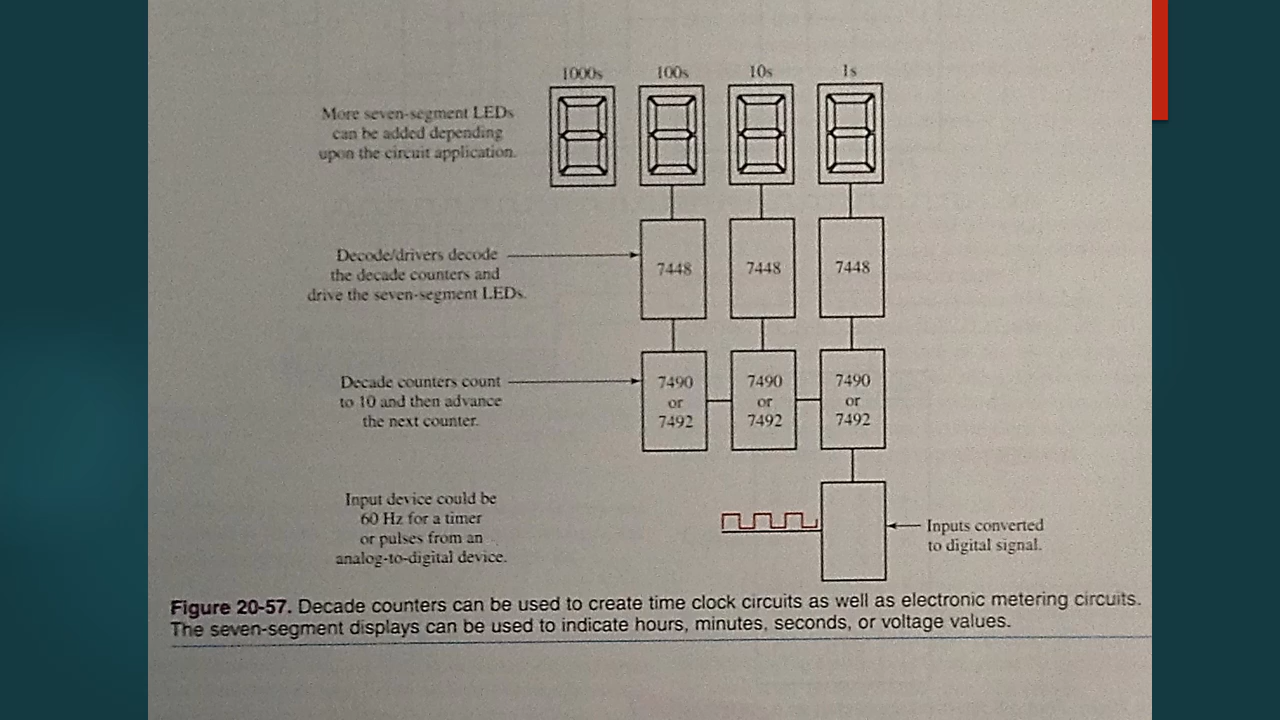 1000s 100s 10s 1s
More seven-segment LEDs
can be added depending
upon the circuit application.
Decode/drivers decode
the decade counters and
drive the seven-segment LEDs.
7448 7448 7448
Decade counters count
to 10 and then advance
the next counter.
7490 7490 7490
or or or
7492 7492 7492
Input device could be
60 Hz for a timer
or pulses from an
analog-to-digital device.
Inputs converted
to digital signal.
Figure 20-57. Decade counters can be used to create time clock circuits as well as electronic metering circuits.
The seven-segment displays can be used to indicate hours, minutes, seconds, or voltage values.